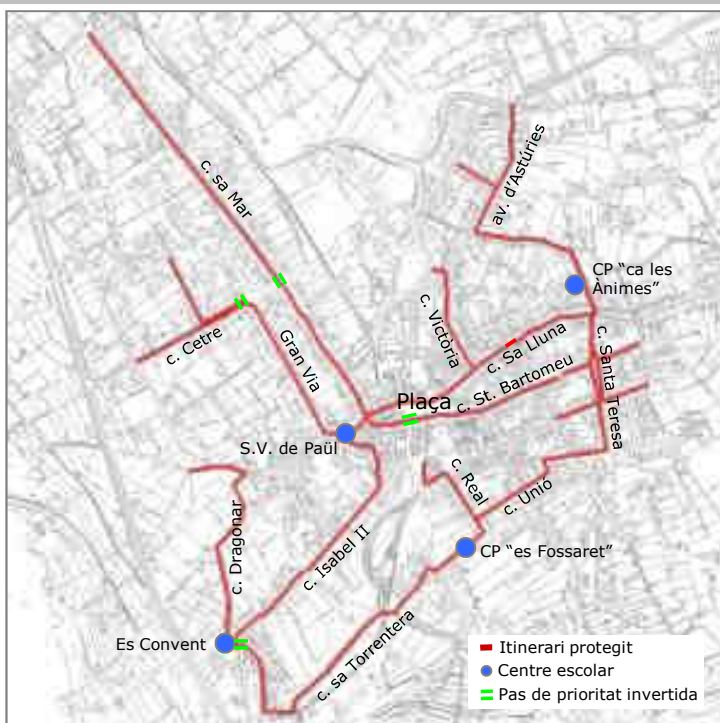 c. sa Mar
av. d'Astúries
CP “ca les
Ànimes”
c. Victòria
c. Cetre
Gran Via
c. Sa Lluna
c. Santa Teresa
Plaça
c. St. Bartomeu
S.V. de Paül
c. Real
c. Unió
c. Dragonar
c. Isabel II
CP “es Fossaret”
Es Convent
c. sa Torrentera
Itinerari protegit
Centre escolar
Pas de prioritat invertida